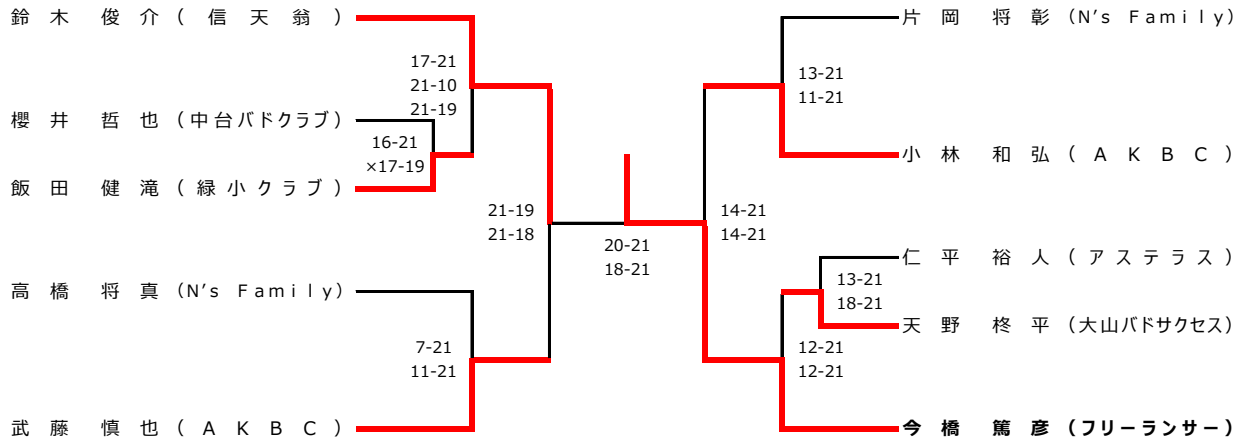 鈴木 俊介（信天翁）
片岡 将彰（N's Family）
17-21
21-10
21-19
13-21
11-21
櫻井 哲也（中台バドクラブ）
16-21
×17-19
小林 和弘（AKBC）
飯田 健滝（緑小クラブ）
21-19
21-18
14-21
14-21
20-21
18-21
仁平 裕人（アステラス）
13-21
18-21
高橋 将真（N's Family）
天野 柊平（大山バドサクセス）
7-21
11-21
12-21
12-21
武藤 慎也（AKBC）
今橋 篤彦（フリーランサー）